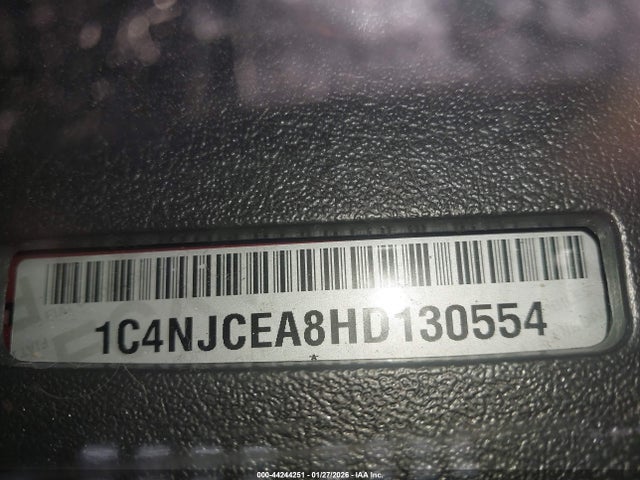 1C4NJCEA8HD130554
000-44244251 | 01/27/2026 - IAA Inc.